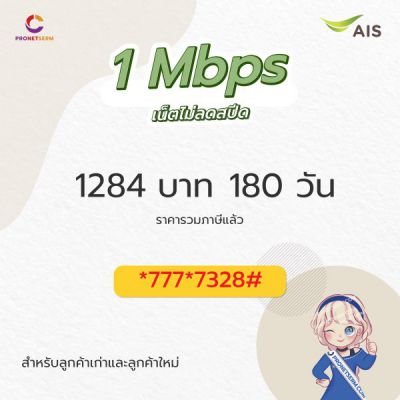 PRONETSERM
AIS
1 Mbps
เน็ตไม่ลดสปีด
1284 บาท 180 วัน
ราคารวมภาษีแล้ว
*777*7328#
สำหรับลูกค้าเก่าและลูกค้าใหม่
PRONETSERM.Com